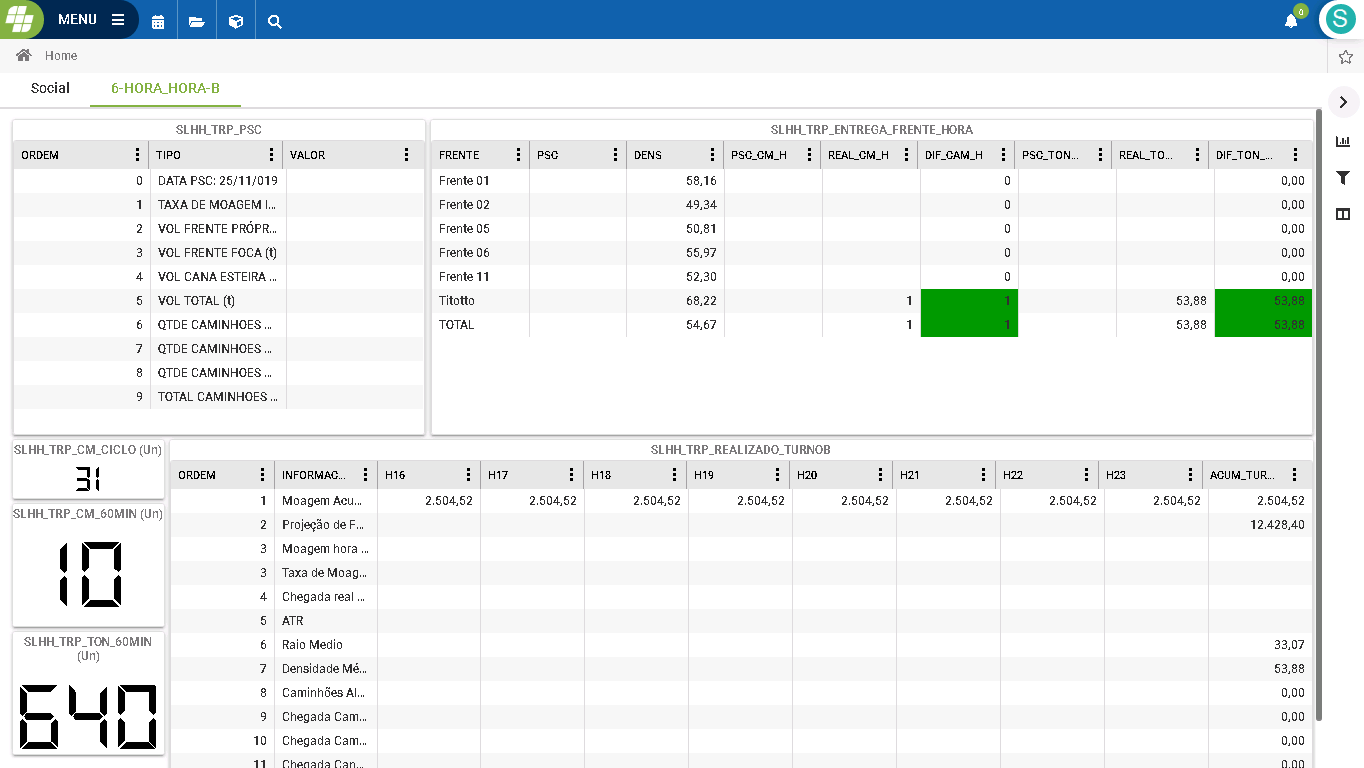 MENU
0
S
Home
Social 6-HORA_HORA-B
SLHH_TRP_PSC
ORDEM TIPO VALOR
0 DATA PSC: 25/11/019
1 TAXA DE MOAGEM I...
2 VOL FRENTE PRÓPR...
3 VOL FRENTE FOCA (t)
4 VOL CANA ESTEIRA ...
5 VOL TOTAL (t)
6 QTDE CAMINHOES ...
7 QTDE CAMINHOES ...
8 QTDE CAMINHOES ...
9 TOTAL CAMINHOES ...
SLHH_TRP_ENTREGA_FRENTE_HORA
FRENTE PSC DENS PSC_CM_H REAL_CM_H DIF_CAM_H PSC_TON... REAL_TO... DIF_TON_...
Frente 01 58,16 0 0,00
Frente 02 49,34 0 0,00
Frente 05 50,81 0 0,00
Frente 06 55,97 0 0,00
Frente 11 52,30 0 0,00
Titotto 68,22 1 1 53,88 53,88
TOTAL 54,67 1 1 53,88 53,88
SLHH_TRP_CM_CICLO (Un)
31
SLHH_TRP_CM_60MIN (Un)
10
SLHH_TRP_TON_60MIN
(Un)
640
SLHH_TRP_REALIZADO_TURNOB
ORDEM INFORMAC... H16 H17 H18 H19 H20 H21 H22 H23 ACUM_TUR...
1 Moagem Acu... 2.504,52 2.504,52 2.504,52 2.504,52 2.504,52 2.504,52 2.504,52 2.504,52 2.504,52
2 Projeção de F... 12.428,40
3 Moagem hora ...
3 Taxa de Moag...
4 Chegada real ...
5 ATR
6 Raio Medio 33,07
7 Densidade Mé... 53,88
8 Caminhões Al... 0,00
9 Chegada Cam... 0,00
10 Chegada Cam... 0,00
11 Chegada Can... 0,00